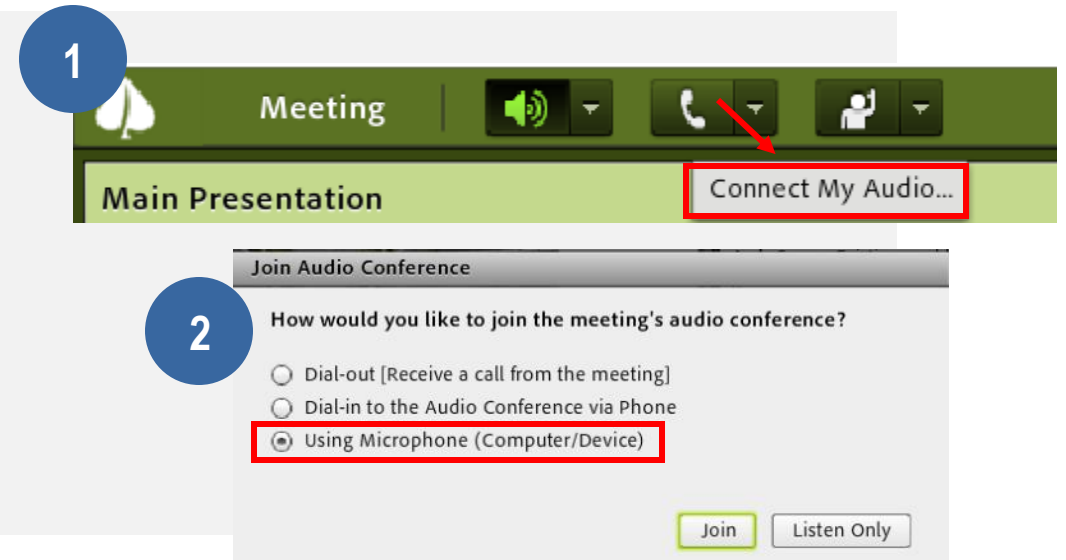 1
Meeting
Main Presentation
Connect My Audio...
Join Audio Conference
2
How would you like to join the meeting's audio conference?
Dial-out [Receive a call from the meeting]
Dial-in to the Audio Conference via Phone
Using Microphone (Computer/Device)
Join
Listen Only